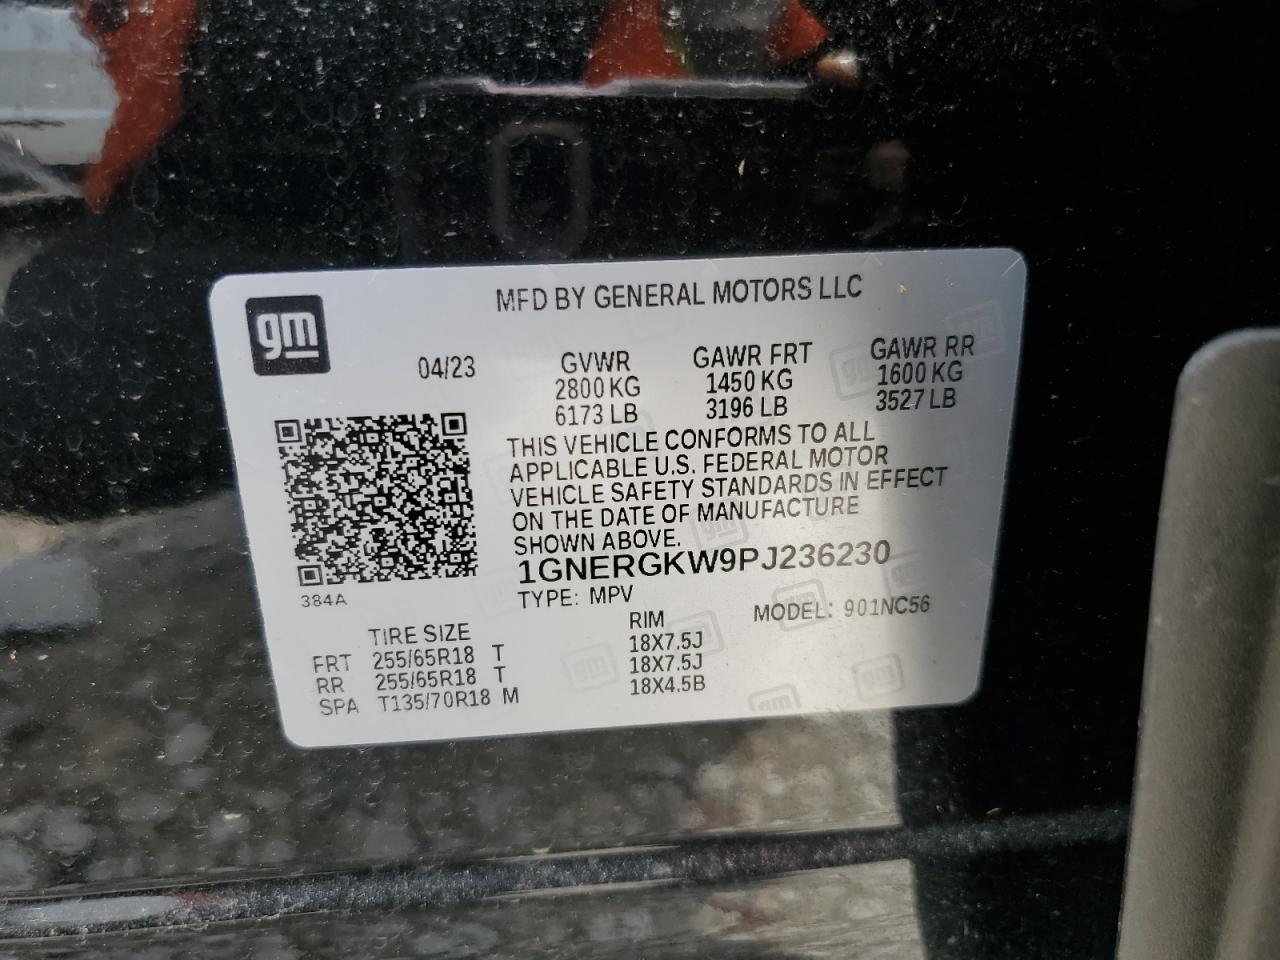 MFD BY GENERAL MOTORS LLC
gm
04/23 GVWR GAWR FRT GAWR RR
2800 KG 1450 KG 1600 KG
6173 LB 3196 LB 3527 LB
THIS VEHICLE CONFORMS TO ALL
APPLICABLE U.S. FEDERAL MOTOR
VEHICLE SAFETY STANDARDS IN EFFECT
ON THE DATE OF MANUFACTURE
SHOWN ABOVE.
1GNERGKW9PJ236230
384A
TYPE: MPV MODEL: 901NC56
TIRE SIZE RIM
FRT 255/65R18 T 18X7.5J
RR 255/65R18 T 18X7.5J
SPA T135/70R18 M 18X4.5B